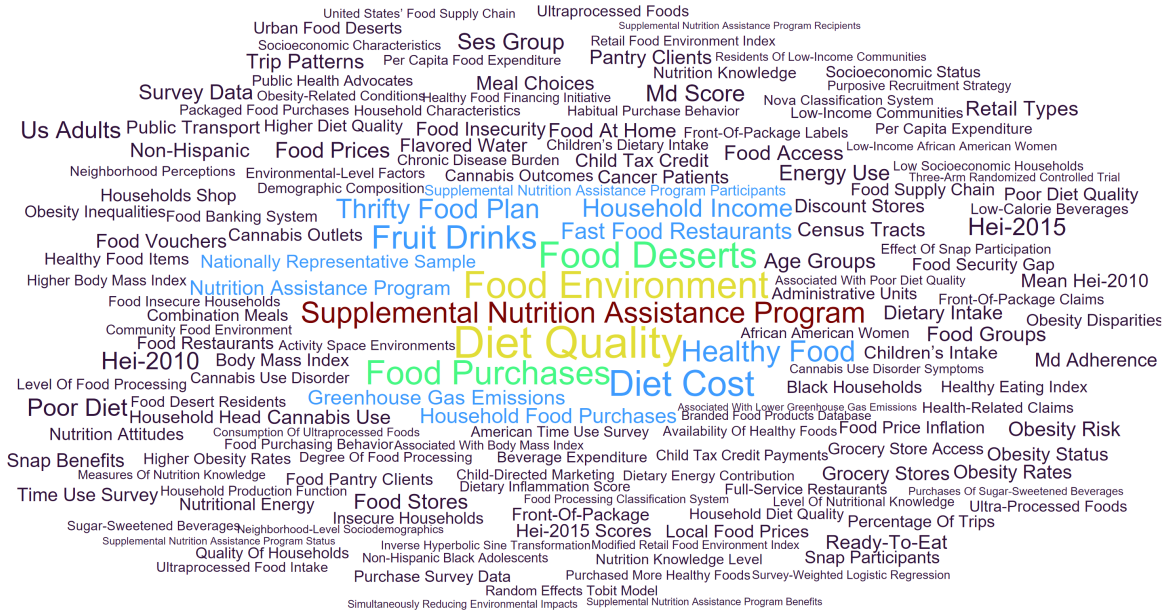 United States' Food Supply Chain
Ultraprocessed Foods
Urban Food Deserts
Supplemental Nutrition Assistance Program Recipients
Socioeconomic Characteristics
Ses Group
Retail Food Environment Index
Trip Patterns
Per Capita Food Expenditure
Pantry Clients
Residents Of Low-Income Communities
Public Health Advocates
Meal Choices
Nutrition Knowledge
Socioeconomic Status
Survey Data
Obesity-Related Conditions
Healthy Food Financing Initiative
Md Score
Purposive Recruitment Strategy
Nova Classification System
Packaged Food Purchases
Household Characteristics
Habitual Purchase Behavior
Low-Income Communities
Retail Types
Us Adults
Public Transport
Higher Diet Quality
Food Insecurity
Food At Home
Front-Of-Package Labels
Per Capita Expenditure
Non-Hispanic
Food Prices
Flavored Water
Children's Dietary Intake
Food Access
Low-Income African American Women
Chronic Disease Burden
Child Tax Credit
Neighborhood Perceptions
Environmental-Level Factors
Cannabis Outcomes
Cancer Patients
Energy Use
Low Socioeconomic Households
Three-Arm Randomized Controlled Trial
Households Shop
Demographic Composition
Supplemental Nutrition Assistance Program Participants
Food Supply Chain
Poor Diet Quality
Obesity Inequalities
Food Banking System
Thrifty Food Plan
Household Income
Discount Stores
Low-Calorie Beverages
Food Vouchers
Cannabis Outlets
Fruit Drinks
Fast Food Restaurants
Census Tracts
Hei-2015
Healthy Food Items
Nationally Representative Sample
Food Deserts
Age Groups
Effect Of Snap Participation
Food Security Gap
Higher Body Mass Index
Nutrition Assistance Program
Food Environment
Associated With Poor Diet Quality
Mean Hei-2010
Food Insecure Households
Administrative Units
Front-Of-Package Claims
Combination Meals
Supplemental Nutrition Assistance Program
Dietary Intake
Obesity Disparities
Community Food Environment
Diet Quality
African American Women
Food Groups
Food Restaurants
Activity Space Environments
Healthy Food
Children's Intake
Md Adherence
Hei-2010
Body Mass Index
Food Purchases
Cannabis Use Disorder Symptoms
Level Of Food Processing
Cannabis Use Disorder
Diet Cost
Black Households
Healthy Eating Index
Poor Diet
Food Desert Residents
Greenhouse Gas Emissions
Associated With Lower Greenhouse Gas Emissions
Health-Related Claims
Household Head
Cannabis Use
Household Food Purchases
Branded Food Products Database
Nutrition Attitudes
Consumption Of Ultraprocessed Foods
American Time Use Survey
Availability Of Healthy Foods
Food Price Inflation
Obesity Risk
Food Purchasing Behavior
Associated With Body Mass Index
Snap Benefits
Higher Obesity Rates
Degree Of Food Processing
Beverage Expenditure
Child Tax Credit Payments
Grocery Store Access
Obesity Status
Measures Of Nutrition Knowledge
Food Pantry Clients
Child-Directed Marketing
Dietary Energy Contribution
Grocery Stores
Obesity Rates
Time Use Survey
Household Production Function
Dietary Inflammation Score
Full-Service Restaurants
Purchases Of Sugar-Sweetened Beverages
Nutritional Energy
Food Stores
Food Processing Classification System
Level Of Nutritional Knowledge
Ultra-Processed Foods
Insecure Households
Front-Of-Package
Household Diet Quality
Percentage Of Trips
Sugar-Sweetened Beverages
Neighborhood-Level Sociodemographics
Hei-2015 Scores
Local Food Prices
Supplemental Nutrition Assistance Program Status
Inverse Hyperbolic Sine Transformation
Modified Retail Food Environment Index
Ready-To-Eat
Quality Of Households
Non-Hispanic Black Adolescents
Nutrition Knowledge Level
Snap Participants
Ultraprocessed Food Intake
Purchase Survey Data
Purchased More Healthy Foods
Survey-Weighted Logistic Regression
Random Effects Tobit Model
Simultaneously Reducing Environmental Impacts
Supplemental Nutrition Assistance Program Benefits